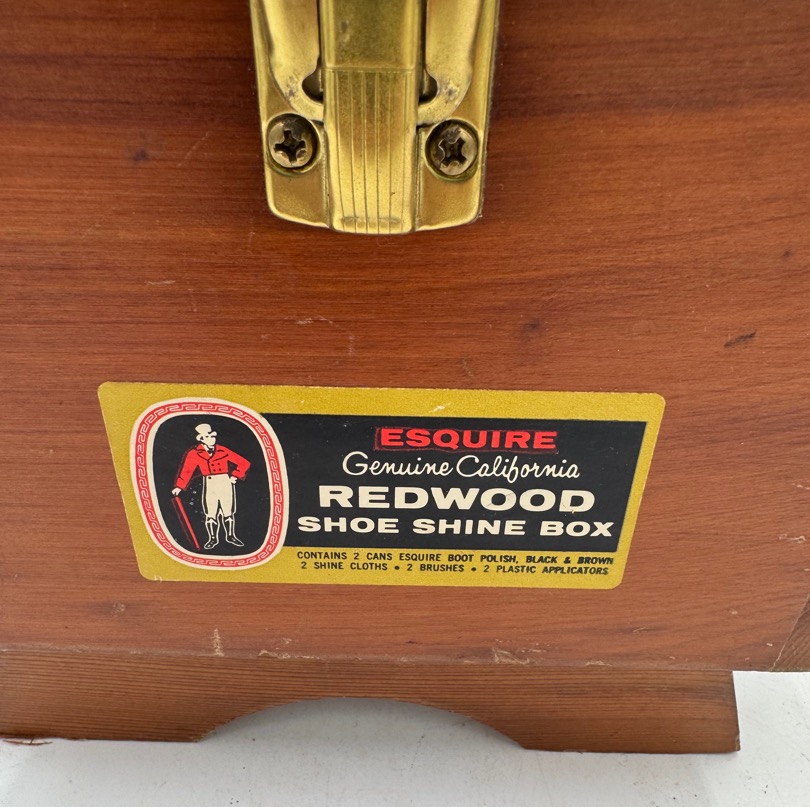 ESQUIRE
Genuine California
REDWOOD
SHOE SHINE BOX
CONTAINS 2 CANS ESQUIRE BOOT POLISH, BLACK & BROWN
2 SHINE CLOTHS • 2 BRUSHES • 2 PLASTIC APPLICATORS